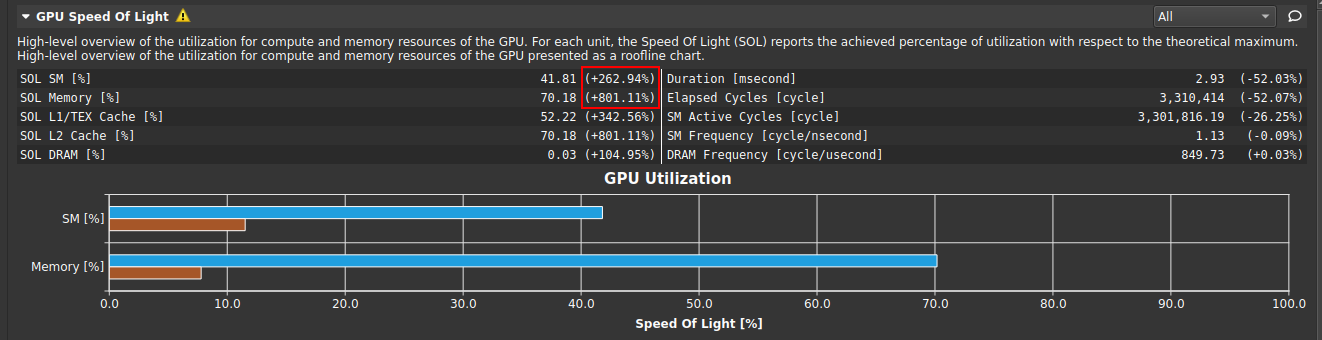 GPU Speed Of Light
All
High-level overview of the utilization for compute and memory resources of the GPU. For each unit, the Speed Of Light (SOL) reports the achieved percentage of utilization with respect to the theoretical maximum.
High-level overview of the utilization for compute and memory resources of the GPU presented as a roofline chart.
SOL SM [%] 41.81 (+262.94%) Duration [msecond] 2.93 (-52.03%)
SOL Memory [%] 70.18 (+801.11%) Elapsed Cycles [cycle] 3,310,414 (-52.07%)
SOL L1/TEX Cache [%] 52.22 (+342.56%) SM Active Cycles [cycle] 3,301,816.19 (-26.25%)
SOL L2 Cache [%] 70.18 (+801.11%) SM Frequency [cycle/nsecond] 1.13 (-0.09%)
SOL DRAM [%] 0.03 (+104.95%) DRAM Frequency [cycle/usecond] 849.73 (+0.03%)
GPU Utilization
SM [%]
Memory [%]
0.0 10.0 20.0 30.0 40.0 50.0 60.0 70.0 80.0 90.0 100.0
Speed Of Light [%]